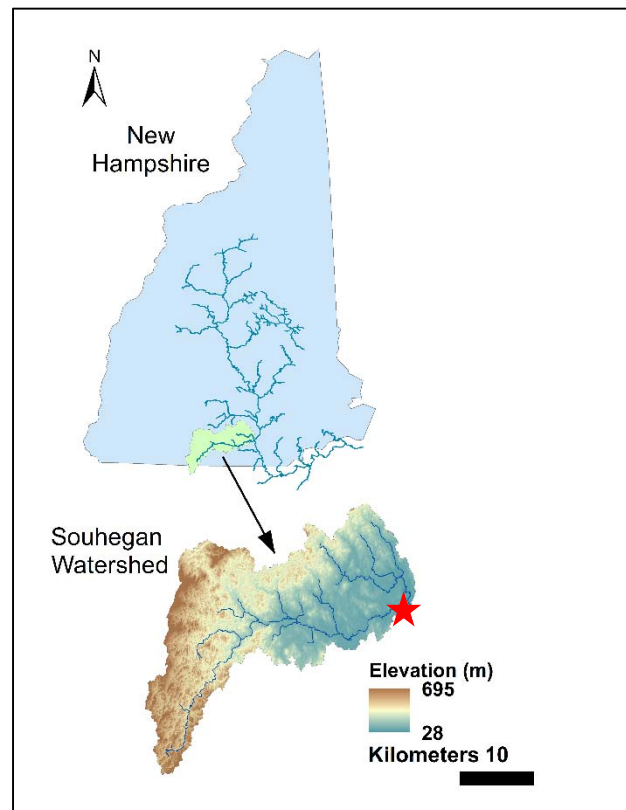 N
New
Hampshire
Souhegan
Watershed
Elevation (m)
695
28
Kilometers 10